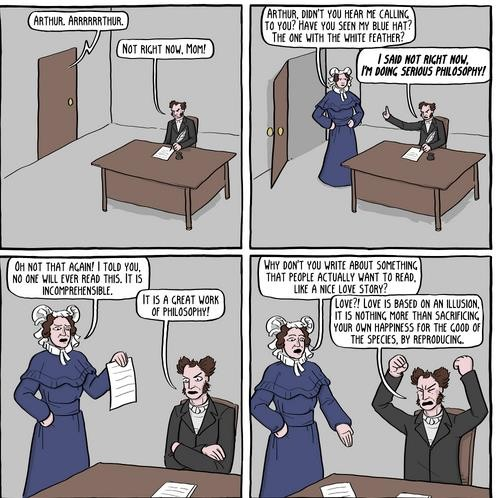 ARTHUR. ARRRRRTHUR.
NOT RIGHT NOW, MOM!
ARTHUR, DIDN'T YOU HEAR ME CALLING
TO YOU? HAVE YOU SEEN MY BLUE HAT?
THE ONE WITH THE WHITE FEATHER?
I SAID NOT RIGHT NOW,
I'M DOING SERIOUS PHILOSOPHY!
OH NOT THAT AGAIN! I TOLD YOU,
NO ONE WILL EVER READ THIS. IT IS
INCOMPREHENSIBLE.
IT IS A GREAT WORK
OF PHILOSOPHY!
WHY DON'T YOU WRITE ABOUT SOMETHING
THAT PEOPLE ACTUALLY WANT TO READ,
LIKE A NICE LOVE STORY?
LOVE?! LOVE IS BASED ON AN ILLUSION,
IT IS NOTHING MORE THAN SACRIFICING
YOUR OWN HAPPINESS FOR THE GOOD OF
THE SPECIES, BY REPRODUCING.